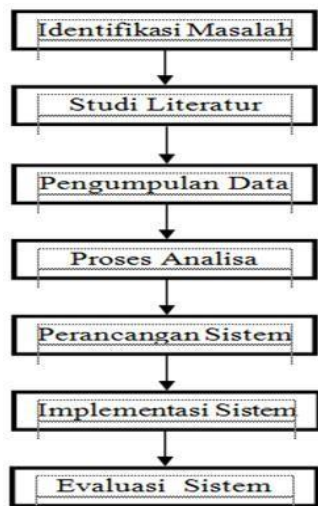 Identifikasi Masalah
Studi Literatur
Pengumpulan Data
Proses Analisa
Perancangan Sistem
Implementasi Sistem
Evaluasi Sistem